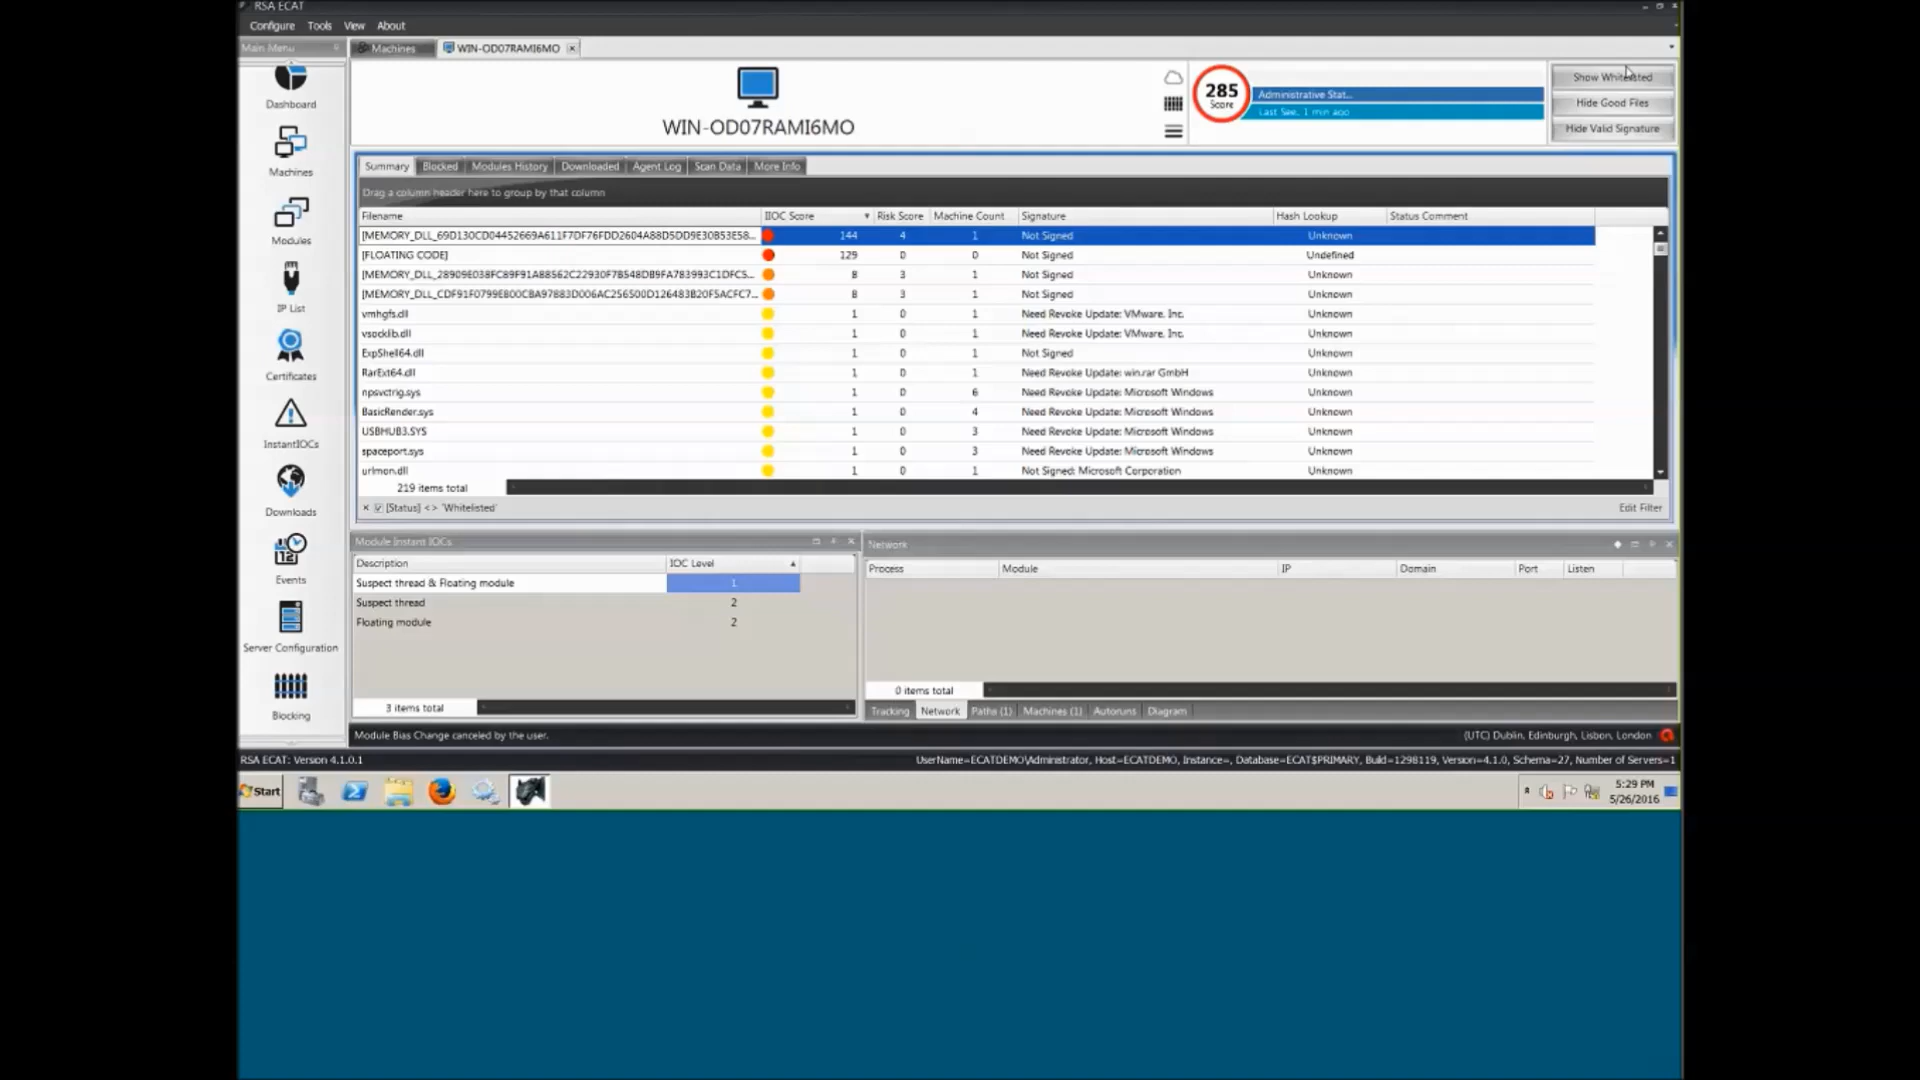 RSA ECAT
Configure Tools View About
Main Menu
Machines
WIN-OD07RAMI6MO
Dashboard
Machines
Modules
IP List
Certificates
InstantIOCs
Downloads
Events
Server Configuration
Blocking
WIN-OD07RAMI6MO
285
Score
Administrative Stat...
Last See. 1 min ago
Show Whitelisted
Hide Good Files
Hide Valid Signature
Summary Blocked Modules History Downloaded Agent Log Scan Data More Info
Drag a column header here to group by that column
Filename IIOC Score Risk Score Machine Count Signature Hash Lookup Status Comment
[MEMORY_DLL_69D130CD04452669A611F7DF76FDD2604A88D5DD9E30B53E58... 144 4 1 Not Signed Unknown
[FLOATING CODE] 129 0 0 Not Signed Undefined
[MEMORY_DLL_28909E038FC89F91A88562C22930F7B548DB9FA783993C1DFC5... 8 3 1 Not Signed Unknown
[MEMORY_DLL_CDF91F0799EB00CBA97B83D006AC256500D126483B20F5ACFC7... 8 3 1 Not Signed Unknown
vmhgfs.dll 1 0 1 Need Revoke Update: VMware, Inc. Unknown
vsocklib.dll 1 0 1 Need Revoke Update: VMware, Inc. Unknown
ExpShell64.dll 1 0 1 Not Signed Unknown
RarExt64.dll 1 0 1 Need Revoke Update: win.rar GmbH Unknown
npsvctrig.sys 1 0 6 Need Revoke Update: Microsoft Windows Unknown
BasicRender.sys 1 0 4 Need Revoke Update: Microsoft Windows Unknown
USBHUB3.SYS 1 0 3 Need Revoke Update: Microsoft Windows Unknown
spaceport.sys 1 0 3 Need Revoke Update: Microsoft Windows Unknown
urlmon.dll 1 0 1 Not Signed: Microsoft Corporation Unknown
219 items total
[Status] <> 'Whitelisted' Edit Filter
Module Instant IOCs
Description IOC Level
Suspect thread & Floating module 1
Suspect thread 2
Floating module 2
3 items total
Network
Process Module IP Domain Port Listen
0 items total
Tracking Network Paths (1) Machines (1) Autoruns Diagram
Module Bias Change canceled by the user. (UTC) Dublin, Edinburgh, Lisbon, London
RSA ECAT: Version 4.1.0.1 UserName=ECATDEMO\Administrator, Host=ECATDEMO, Instance=, Database=ECAT$PRIMARY, Build=1298119, Version=4.1.0, Schema=27, Number of Servers=1
Start
5:29 PM
5/26/2016